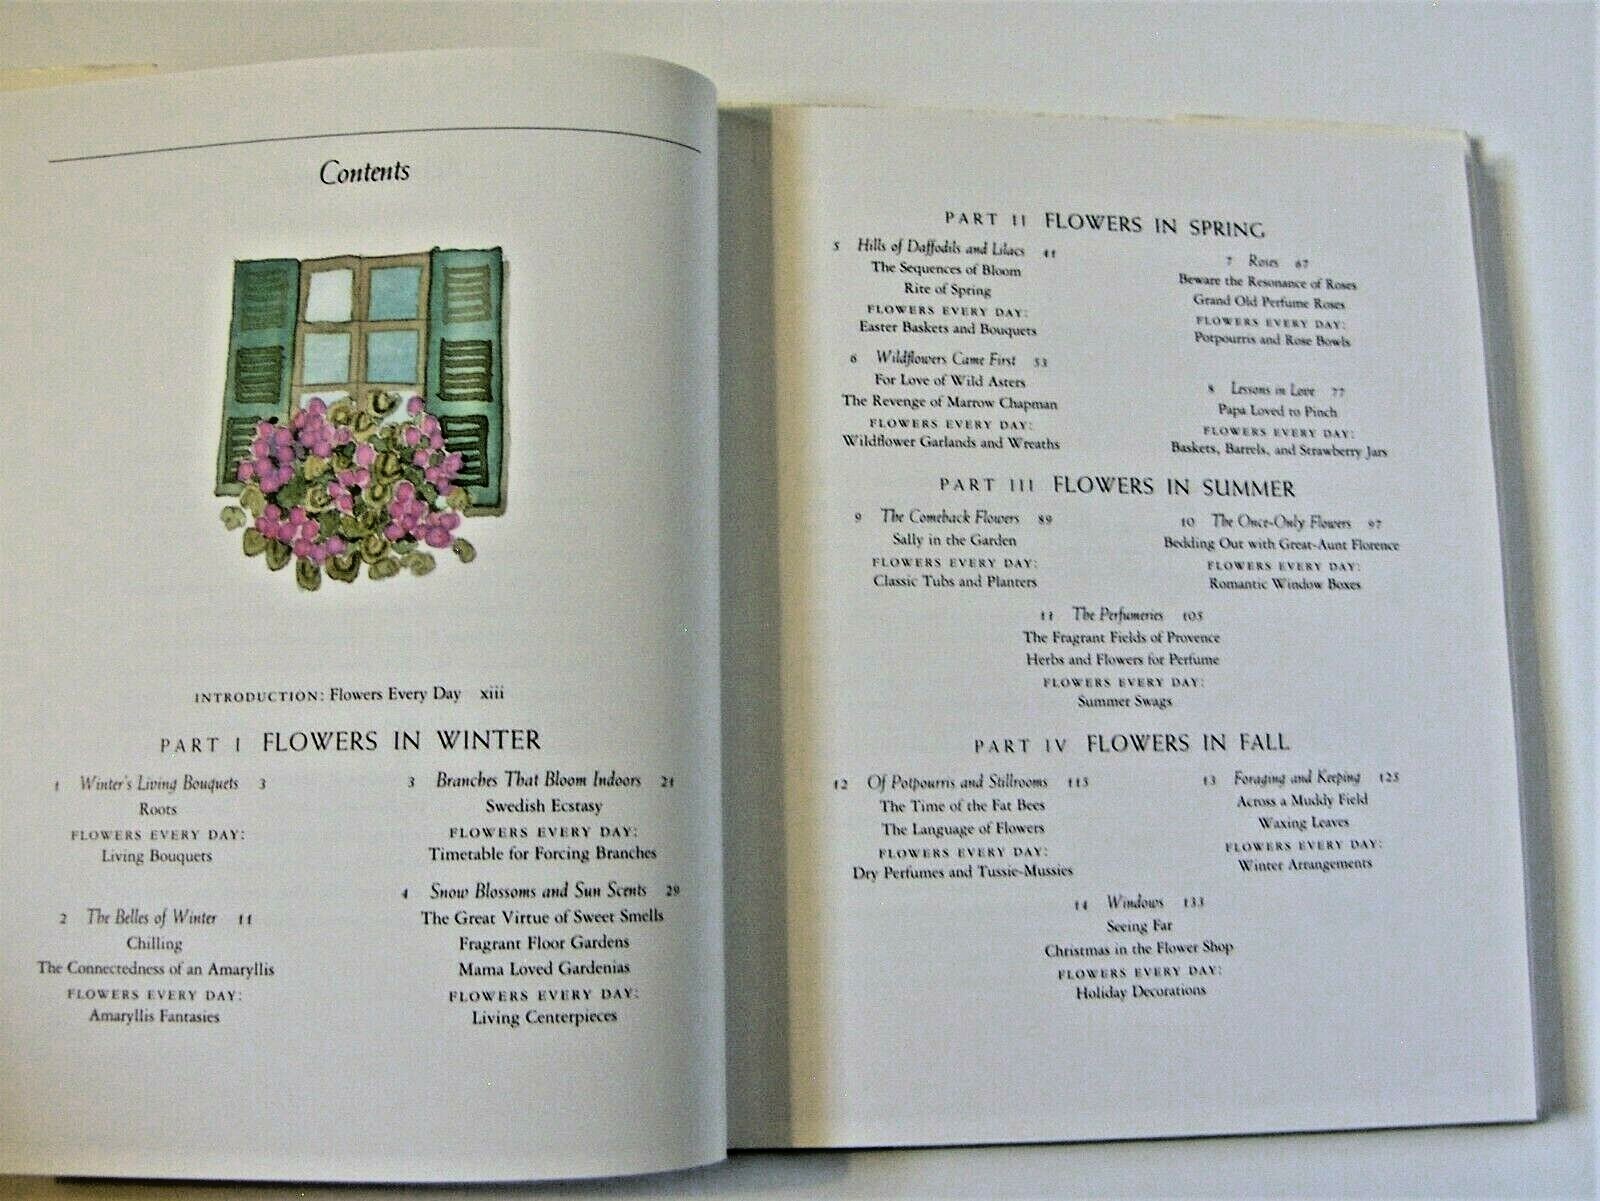 Contents
INTRODUCTION: Flowers Every Day xiii
PART I FLOWERS IN WINTER
1 Winter's Living Bouquets 3
Roots
FLOWERS EVERY DAY:
Living Bouquets
2 The Belles of Winter 11
Chilling
The Connectedness of an Amaryllis
FLOWERS EVERY DAY:
Amaryllis Fantasies
3 Branches That Bloom Indoors 21
Swedish Ecstasy
FLOWERS EVERY DAY:
Timetable for Forcing Branches
4 Snow Blossoms and Sun Scents 29
The Great Virtue of Sweet Smells
Fragrant Floor Gardens
Mama Loved Gardenias
FLOWERS EVERY DAY:
Living Centerpieces
PART II FLOWERS IN SPRING
5 Hills of Daffodils and Lilacs 41
The Sequences of Bloom
Rite of Spring
FLOWERS EVERY DAY:
Easter Baskets and Bouquets
6 Wildflowers Came First 53
For Love of Wild Asters
The Revenge of Marrow Chapman
FLOWERS EVERY DAY:
Wildflower Garlands and Wreaths
7 Roses 67
Beware the Resonance of Roses
Grand Old Perfume Roses
FLOWERS EVERY DAY:
Potpourris and Rose Bowls
8 Lessons in Love 77
Papa Loved to Pinch
FLOWERS EVERY DAY:
Baskets, Barrels, and Strawberry Jars
PART III FLOWERS IN SUMMER
9 The Comeback Flowers 89
Sally in the Garden
FLOWERS EVERY DAY:
Classic Tubs and Planters
10 The Once-Only Flowers 97
Bedding Out with Great-Aunt Florence
FLOWERS EVERY DAY:
Romantic Window Boxes
11 The Perfumeries 105
The Fragrant Fields of Provence
Herbs and Flowers for Perfume
FLOWERS EVERY DAY:
Summer Swags
PART IV FLOWERS IN FALL
12 Of Potpourris and Stillrooms 115
The Time of the Fat Bees
The Language of Flowers
FLOWERS EVERY DAY:
Dry Perfumes and Tussie-Mussies
13 Foraging and Keeping 125
Across a Muddy Field
Waxing Leaves
FLOWERS EVERY DAY:
Winter Arrangements
14 Windows 133
Seeing Far
Christmas in the Flower Shop
FLOWERS EVERY DAY:
Holiday Decorations